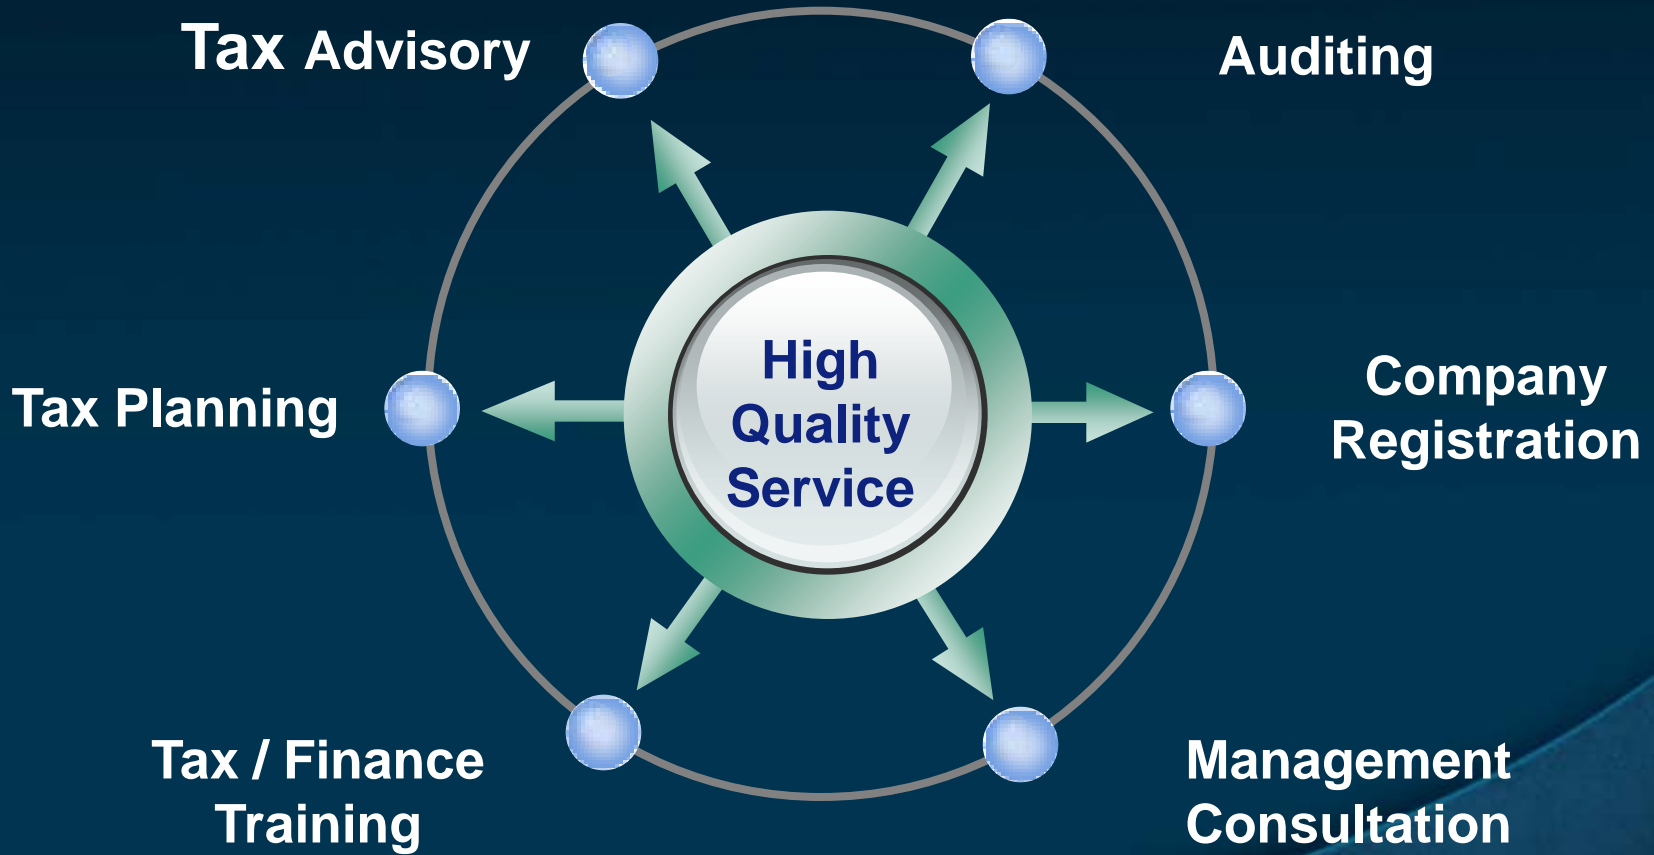 Tax Advisory
Auditing
High
Quality
Service
Tax Planning
Company
Registration
Tax / Finance
Training
Management
Consultation